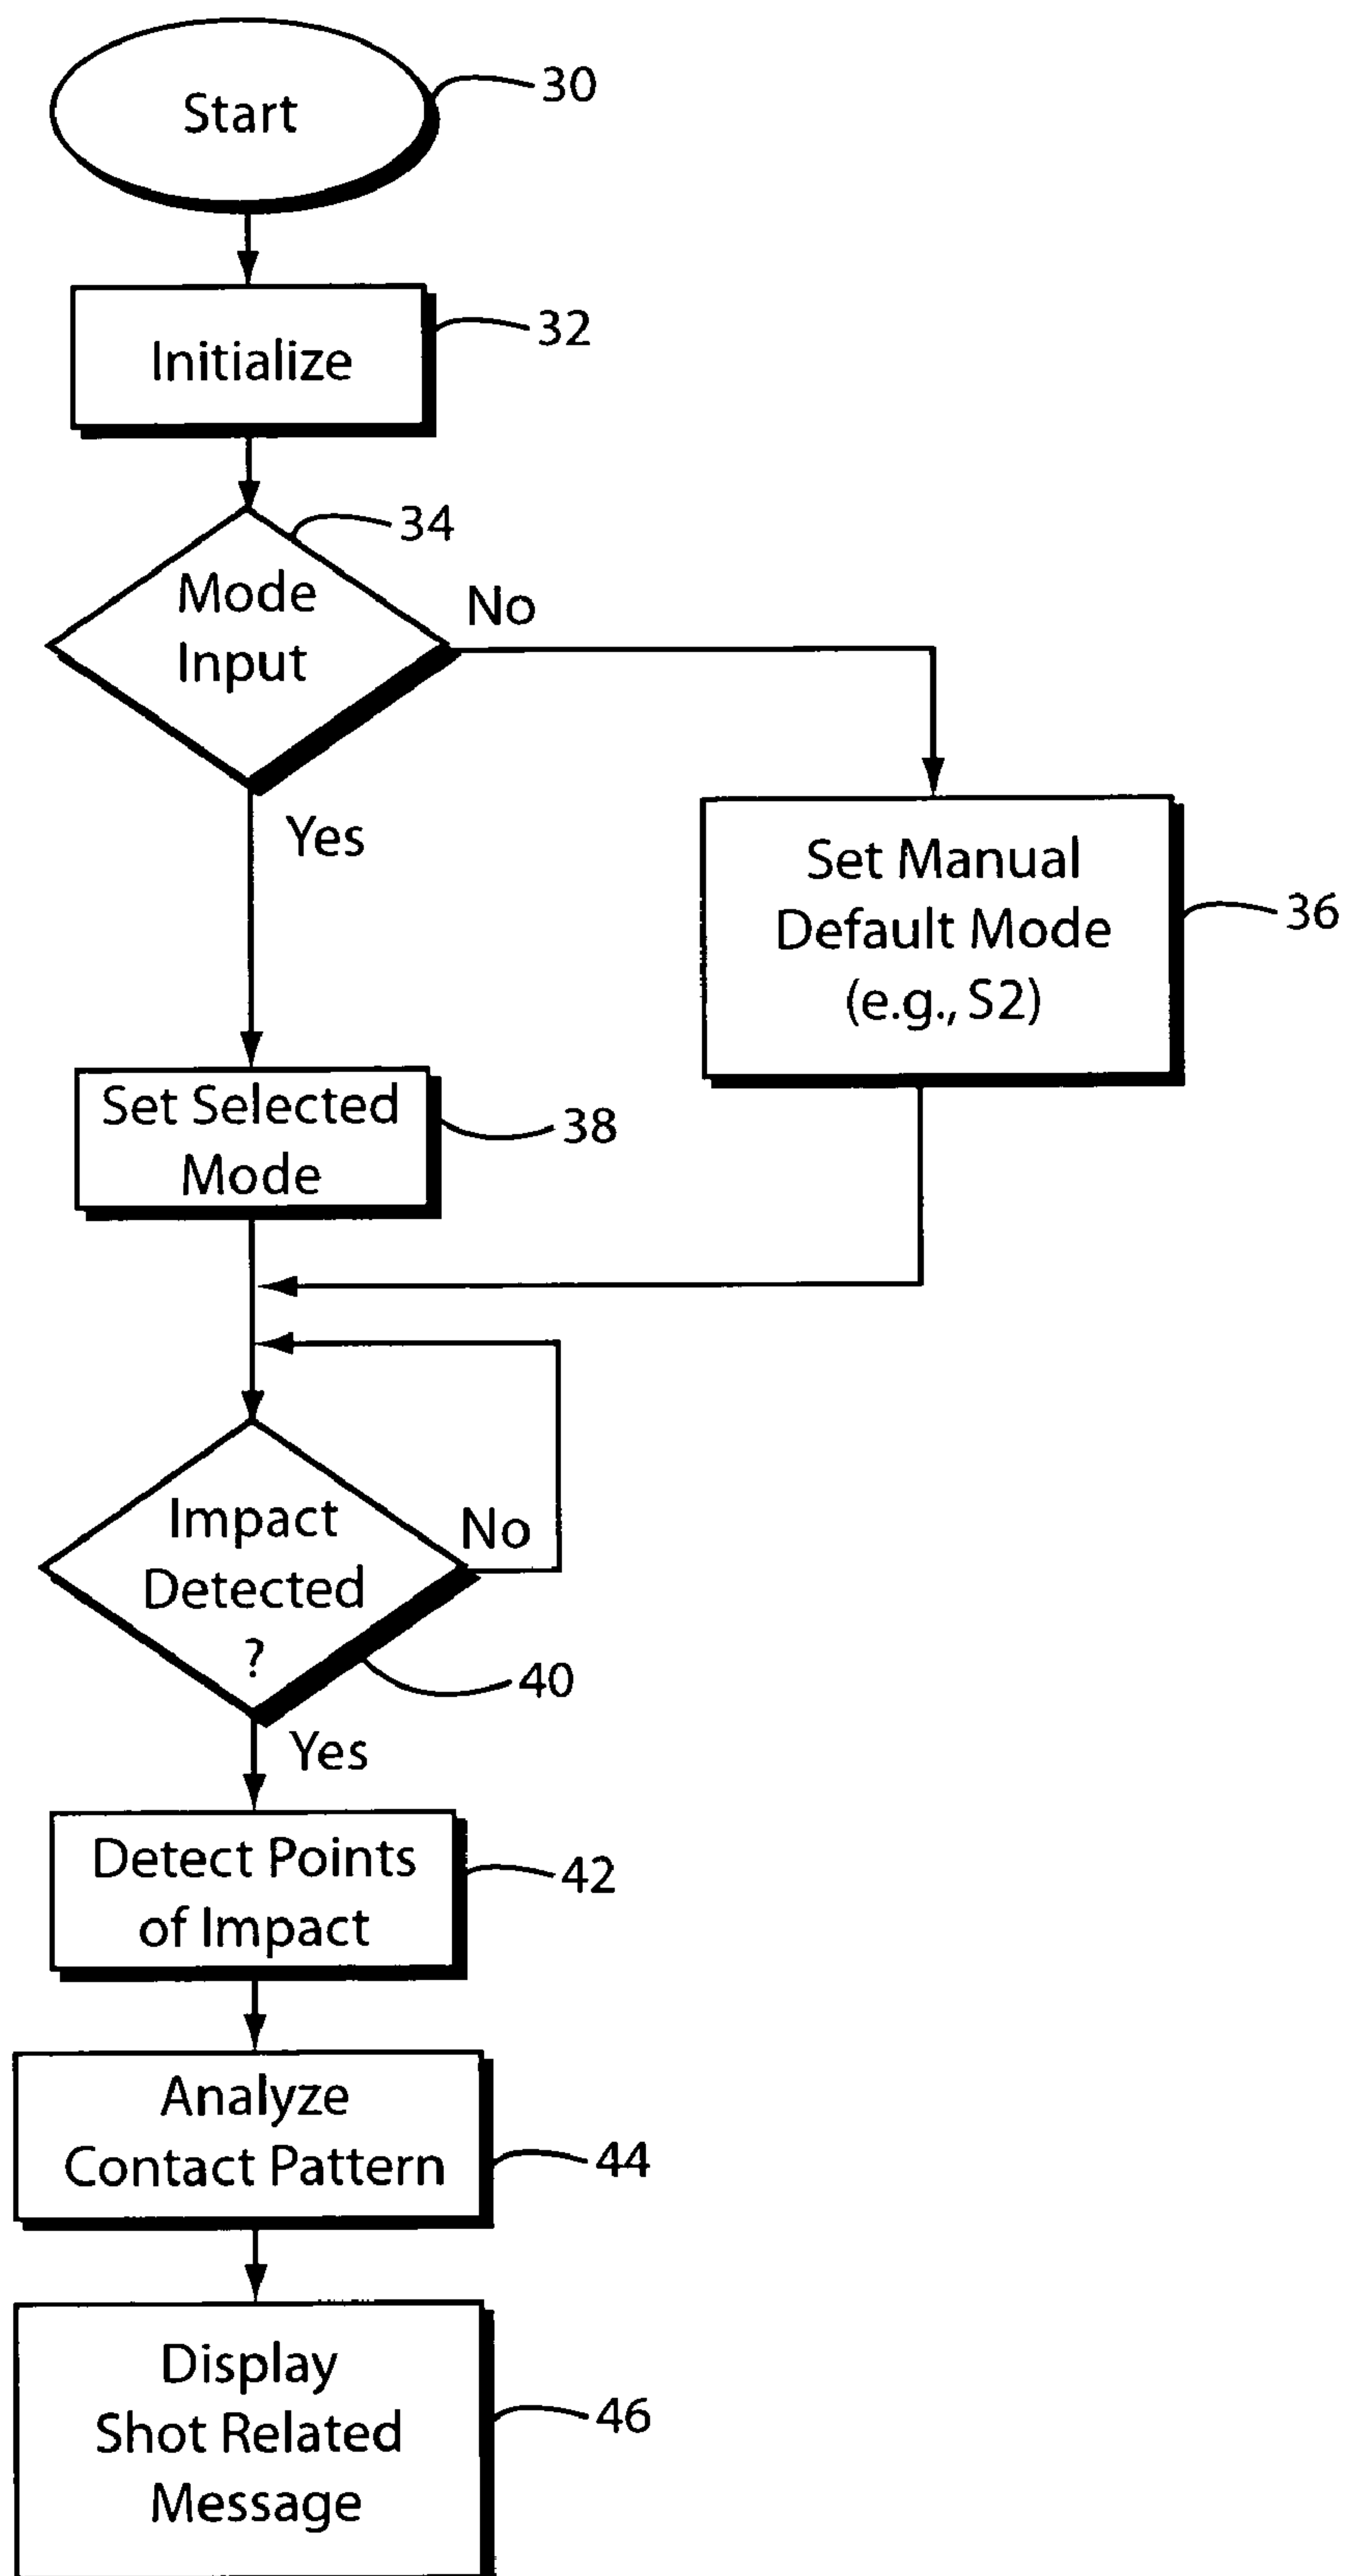 Start
30
Initialize
32
34
Mode
Input
No
Yes
Set Manual
Default Mode
(e.g., S2)
36
Set Selected
Mode
38
Impact
Detected
?
No
40
Yes
Detect Points
of Impact
42
Analyze
Contact Pattern
44
Display
Shot Related
Message
46